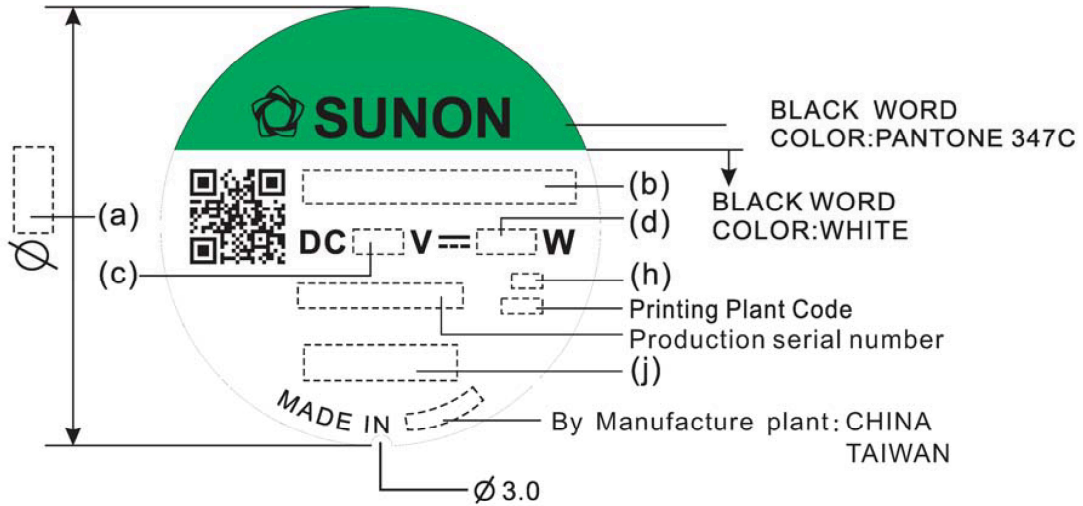 SUNON
BLACK WORD
COLOR:PANTONE 347C
(b)
BLACK WORD
COLOR:WHITE
(a)
(d)
DC V W
(c)
(h)
Printing Plant Code
Production serial number
(j)
MADE IN
By Manufacture plant: CHINA
TAIWAN
Ø
Ø 3.0